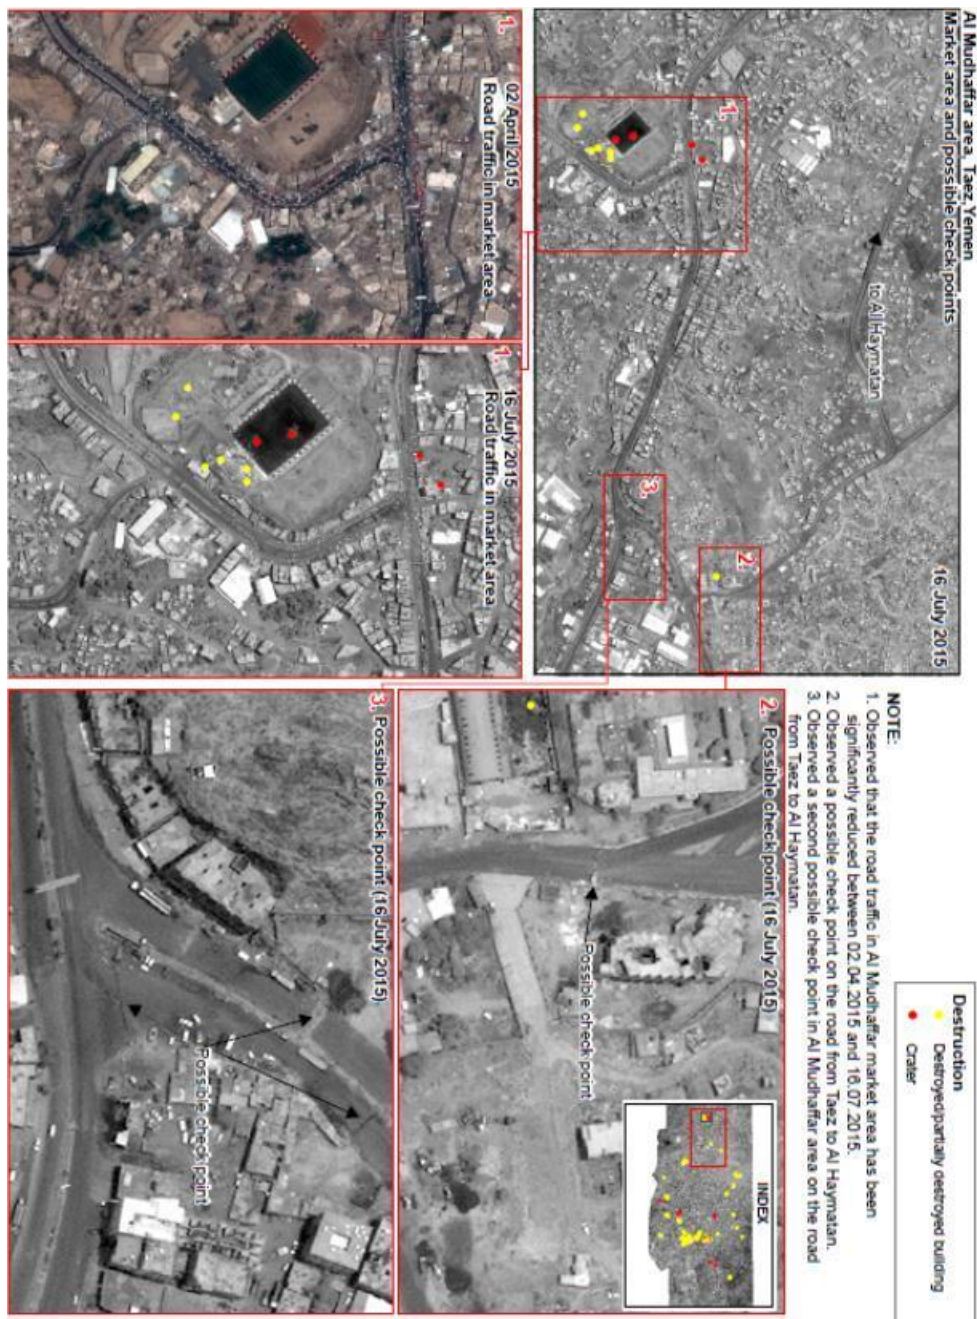 Al Mudhaffar area, Taez, Yemen
Market area and possible check points
16 July 2015
to Al Haymatan
1.
2.
3.
1.
02 April 2015
Road traffic in market area
1.
16 July 2015
Road traffic in market area
Destruction
Destroyed/partially destroyed building
Crater
NOTE:
1. Observed that the road traffic in Al Mudhaffar market area has been
significantly reduced between 02.04.2015 and 16.07.2015.
2. Observed a possible check point on the road from Taez to Al Haymatan.
3. Observed a second possible check point in Al Mudhaffar area on the road
from Taez to Al Haymatan.
2. Possible check point (16 July 2015)
Possible check point
INDEX
3. Possible check point (16 July 2015)
Possible check point